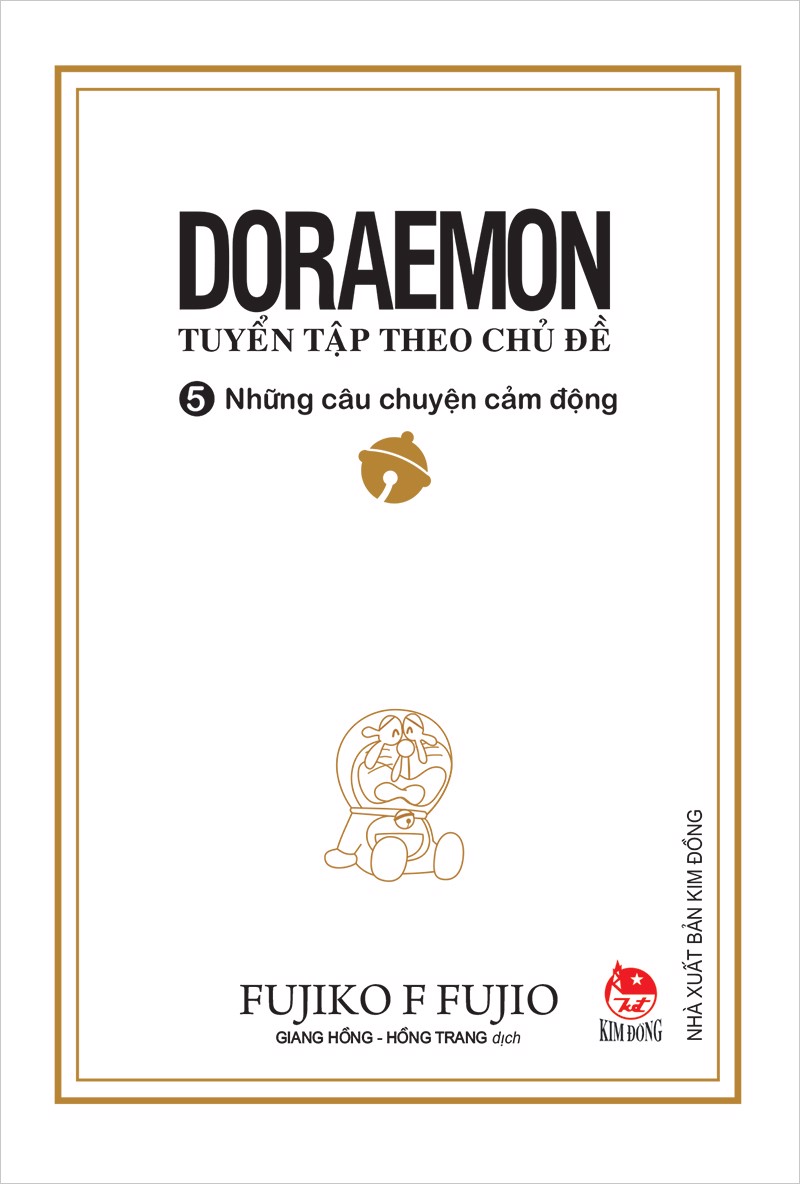 DORAEMON
TUYỂN TẬP THEO CHỦ ĐỀ
5 Những câu chuyện cảm động
FUJIKO F FUJIO
GIANG HỒNG - HỒNG TRANG dịch
kđ
KIM ĐỒNG
NHÀ XUẤT BẢN KIM ĐỒNG